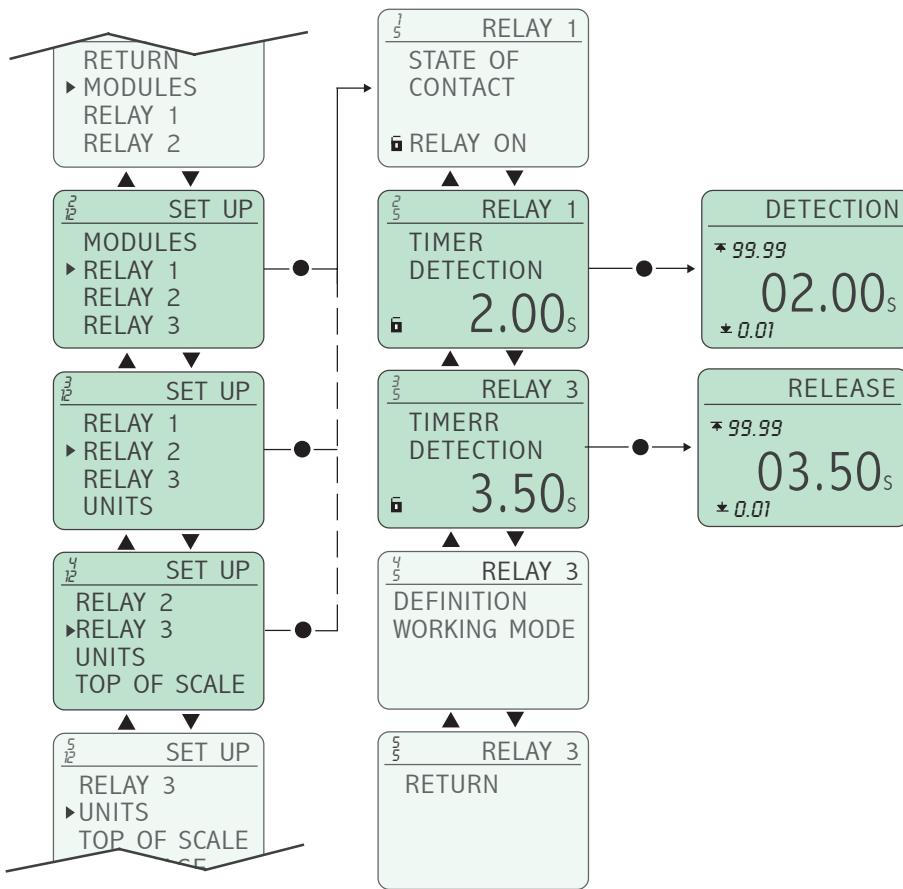 RETURN
MODULES
RELAY 1
RELAY 2
2/12 SET UP
MODULES
RELAY 1
RELAY 2
RELAY 3
3/12 SET UP
RELAY 1
RELAY 2
RELAY 3
UNITS
4/12 SET UP
RELAY 2
RELAY 3
UNITS
TOP OF SCALE
5/12 SET UP
RELAY 3
UNITS
TOP OF SCALE
1/5 RELAY 1
STATE OF
CONTACT
RELAY ON
2/5 RELAY 1
TIMER
DETECTION
2.00s
3/5 RELAY 3
TIMERR
DETECTION
3.50s
4/5 RELAY 3
DEFINITION
WORKING MODE
5/5 RELAY 3
RETURN
DETECTION
99.99
02.00s
0.01
RELEASE
99.99
03.50s
0.01